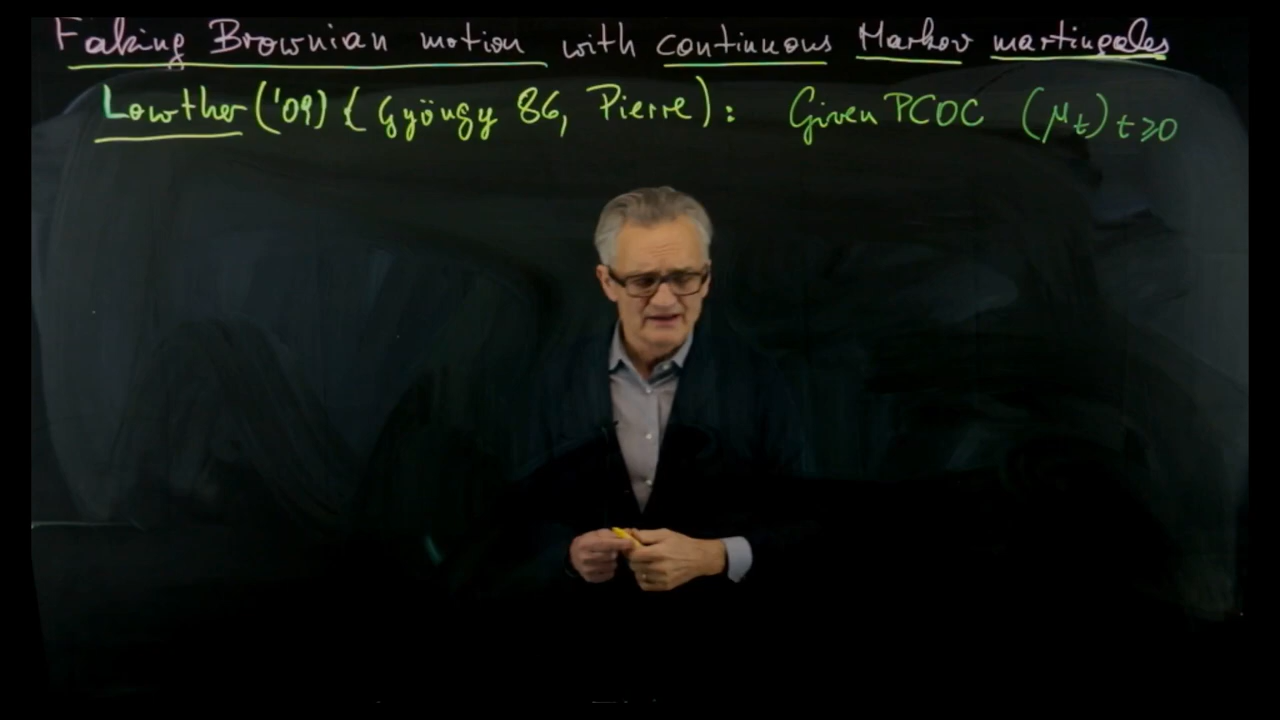 Faking Brownian motion with continuous Markov martingales
Lowther ('09) { Gyöngy 86, Pierre ) : Given PCOC (μt)t≥0